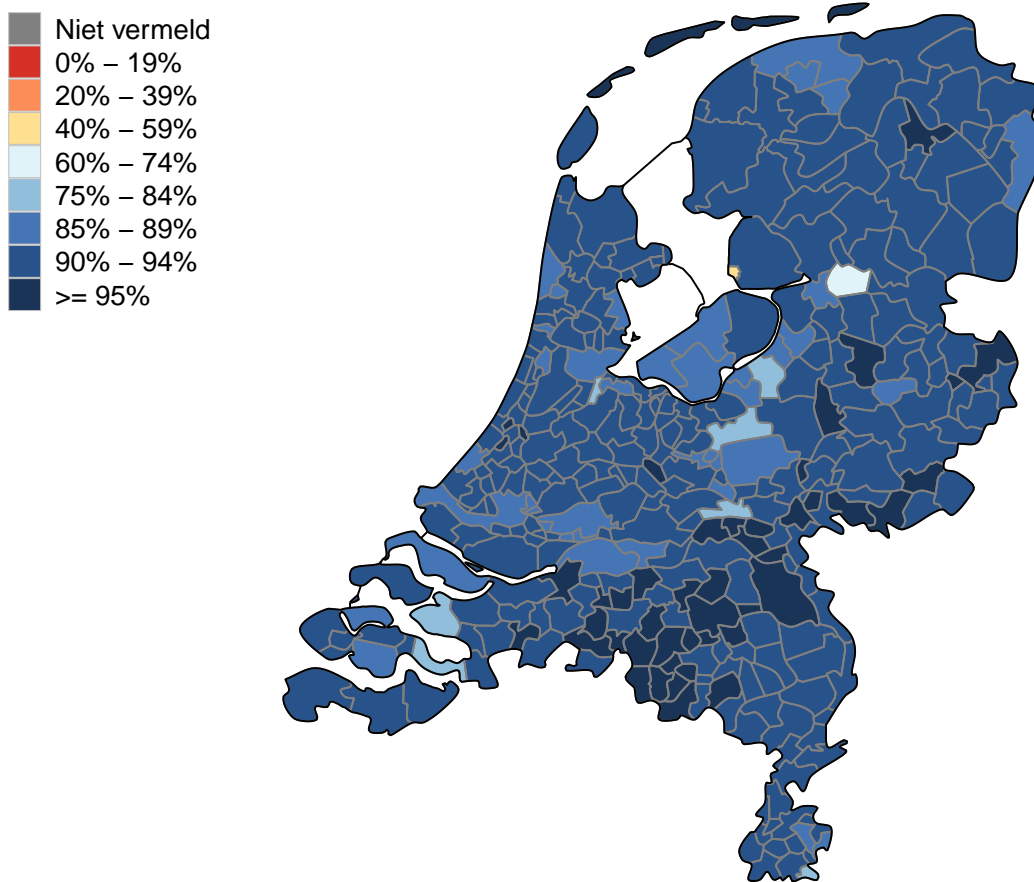 Niet vermeld
0% – 19%
20% – 39%
40% – 59%
60% – 74%
75% – 84%
85% – 89%
90% – 94%
>= 95%